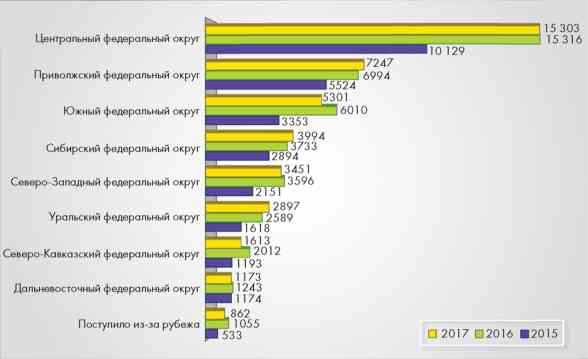 15 303
Центральный федеральный округ
15 316
10 129
7247
Приволжский федеральный округ
6994
5524
5301
Южный федеральный округ
6010
3353
3994
Сибирский федеральный округ
3733
2894
3451
Северо-Западный федеральный округ
3596
2151
2897
Уральский федеральный округ
2589
1618
1613
Северо-Кавказский федеральный округ
2012
1193
1173
Дальневосточный федеральный округ
1243
1174
862
Поступило из-за рубежа
1055
533
2017 2016 2015